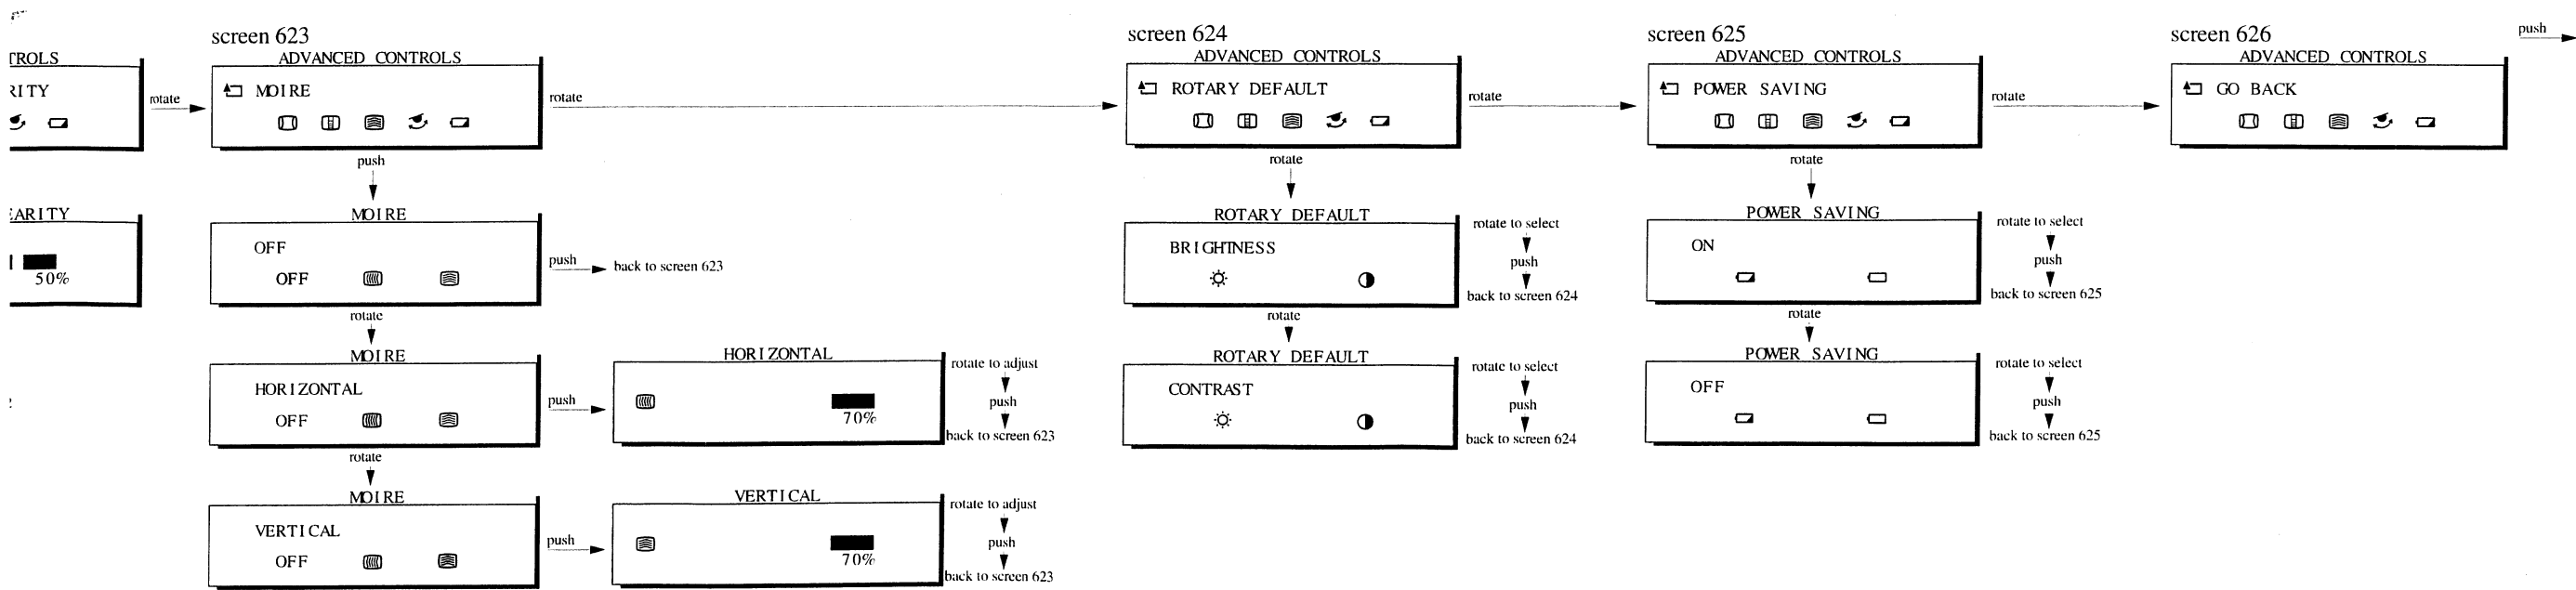 screen 623
ADVANCED CONTROLS
MOIRE
rotate
rotate
push
MOIRE
OFF
OFF
push
back to screen 623
rotate
MOIRE
HORIZONTAL
OFF
push
HORIZONTAL
70%
rotate to adjust
push
back to screen 623
rotate
MOIRE
VERTICAL
OFF
push
VERTICAL
70%
rotate to adjust
push
back to screen 623
screen 624
ADVANCED CONTROLS
ROTARY DEFAULT
rotate
rotate
ROTARY DEFAULT
BRIGHTNESS
rotate to select
push
back to screen 624
rotate
ROTARY DEFAULT
CONTRAST
rotate to select
push
back to screen 624
screen 625
ADVANCED CONTROLS
POWER SAVING
rotate
rotate
POWER SAVING
ON
rotate to select
push
back to screen 625
rotate
POWER SAVING
OFF
rotate to select
push
back to screen 625
screen 626
ADVANCED CONTROLS
GO BACK
push
TROLS
RITY
EARITY
50%